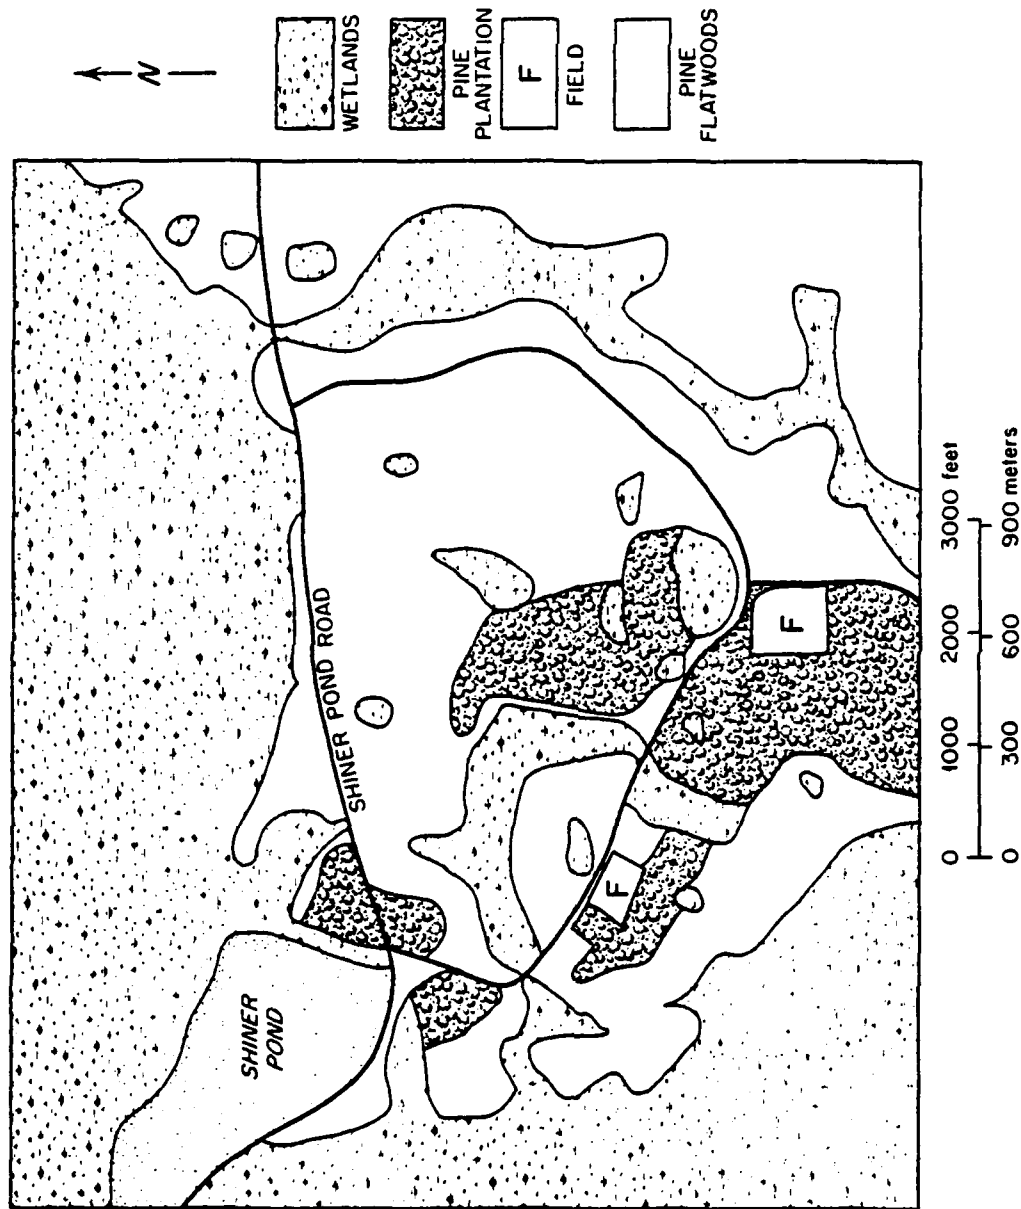 N
WETLANDS
PINE
PLANTATION
F
FIELD
PINE
FLATWOODS
SHINER POND ROAD
SHINER
POND
F
F
0 1000 2000 3000 feet
0 300 600 900 meters